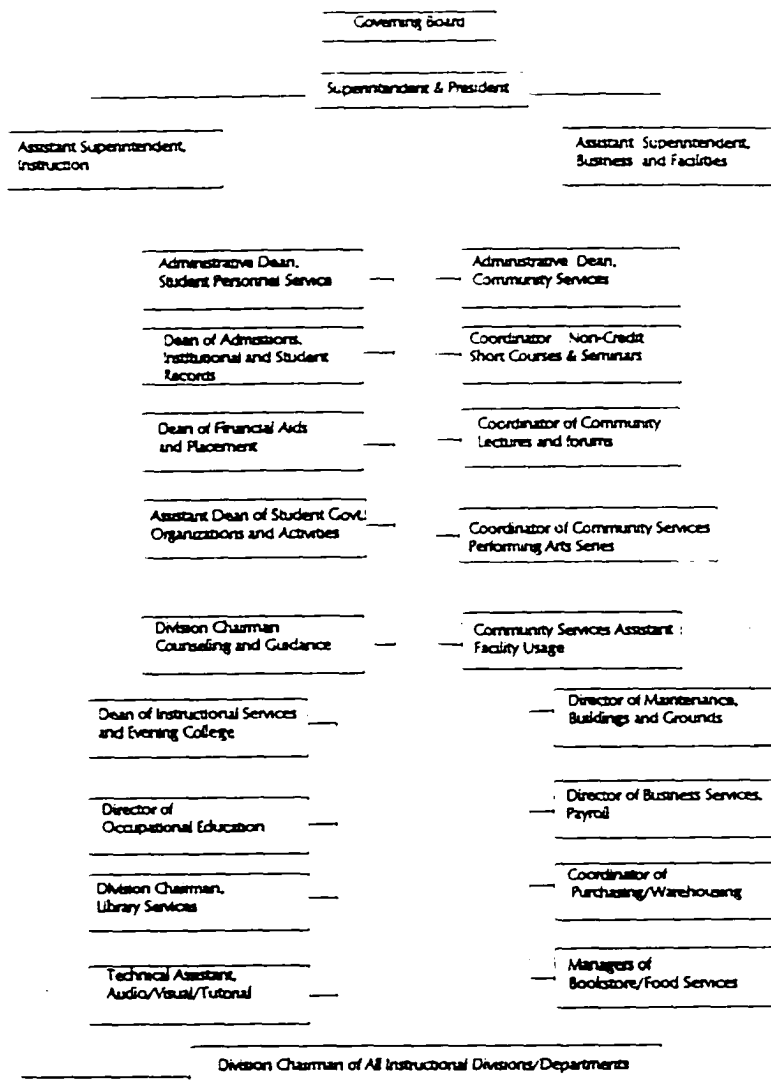 Governing Board
Superintendent & President
Assistant Superintendent,
Instruction
Assistant Superintendent,
Business and Facilities
Administrative Dean,
Student Personnel Service
Administrative Dean,
Community Services
Dean of Admissions,
Institutional and Student
Records
Coordinator Non-Credit
Short Courses & Seminars
Dean of Financial Aids
and Placement
Coordinator of Community
Lectures and forums
Assistant Dean of Student Govt.
Organizations and Activities
Coordinator of Community Services
Performing Arts Series
Division Chairman
Counseling and Guidance
Community Services Assistant :
Facility Usage
Dean of Instructional Services
and Evening College
Director of Maintenance,
Buildings and Grounds
Director of
Occupational Education
Director of Business Services,
Payroll
Division Chairman,
Library Services
Coordinator of
Purchasing/Warehousing
Technical Assistant,
Audio/Visual/Tutorial
Managers of
Bookstore/Food Services
Division Chairman of All Instructional Divisions/Departments